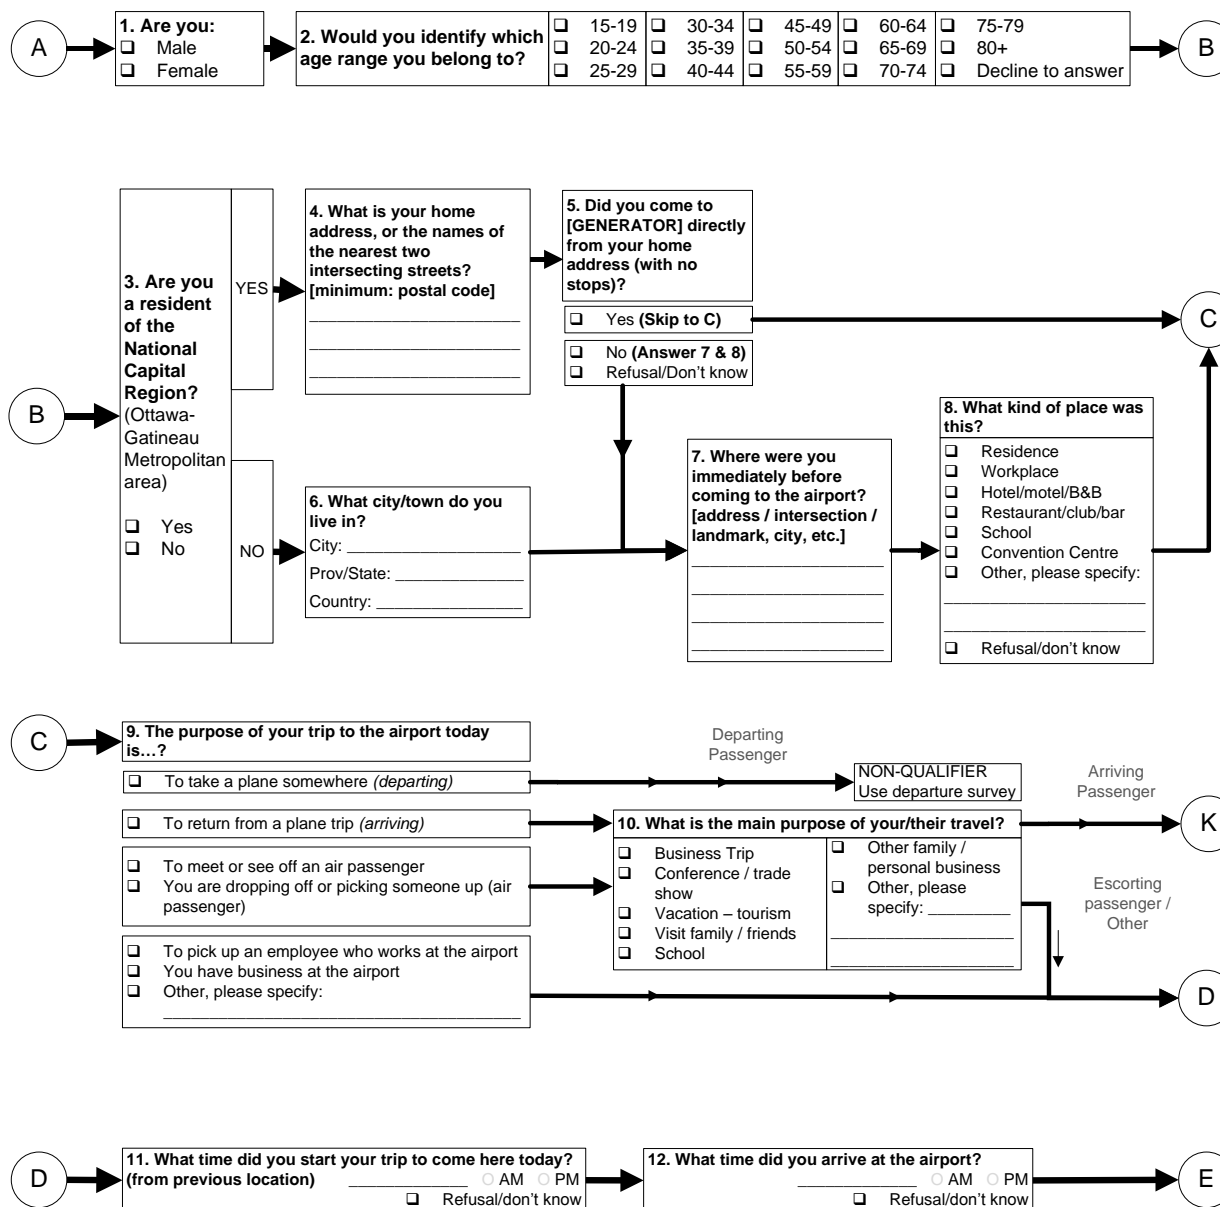 A
1. Are you:
❑ Male
❑ Female
2. Would you identify which
age range you belong to?
❑ 15-19
❑ 20-24
❑ 25-29
❑ 30-34
❑ 35-39
❑ 40-44
❑ 45-49
❑ 50-54
❑ 55-59
❑ 60-64
❑ 65-69
❑ 70-74
❑ 75-79
❑ 80+
❑ Decline to answer
B
B
3. Are you
a resident
of the
National
Capital
Region?
(Ottawa-
Gatineau
Metropolitan
area)
❑ Yes
❑ No
YES
NO
4. What is your home
address, or the names of
the nearest two
intersecting streets?
[minimum: postal code]
5. Did you come to
[GENERATOR] directly
from your home
address (with no
stops)?
❑ Yes (Skip to C)
❑ No (Answer 7 & 8)
❑ Refusal/Don't know
C
6. What city/town do you
live in?
City: ___________________
Prov/State: ______________
Country: ________________
7. Where were you
immediately before
coming to the airport?
[address / intersection /
landmark, city, etc.]
8. What kind of place was
this?
❑ Residence
❑ Workplace
❑ Hotel/motel/B&B
❑ Restaurant/club/bar
❑ School
❑ Convention Centre
❑ Other, please specify:
❑ Refusal/don't know
C
9. The purpose of your trip to the airport today
is…?
❑ To take a plane somewhere (departing)
Departing
Passenger
NON-QUALIFIER
Use departure survey
❑ To return from a plane trip (arriving)
❑ To meet or see off an air passenger
❑ You are dropping off or picking someone up (air
passenger)
❑ To pick up an employee who works at the airport
❑ You have business at the airport
❑ Other, please specify:
10. What is the main purpose of your/their travel?
❑ Business Trip
❑ Conference / trade
show
❑ Vacation – tourism
❑ Visit family / friends
❑ School
❑ Other family /
personal business
❑ Other, please
specify: _________
Arriving
Passenger
K
Escorting
passenger /
Other
D
D
11. What time did you start your trip to come here today?
(from previous location) _____________ O AM O PM
❑ Refusal/don't know
12. What time did you arrive at the airport?
_____________ O AM O PM
❑ Refusal/don't know
E